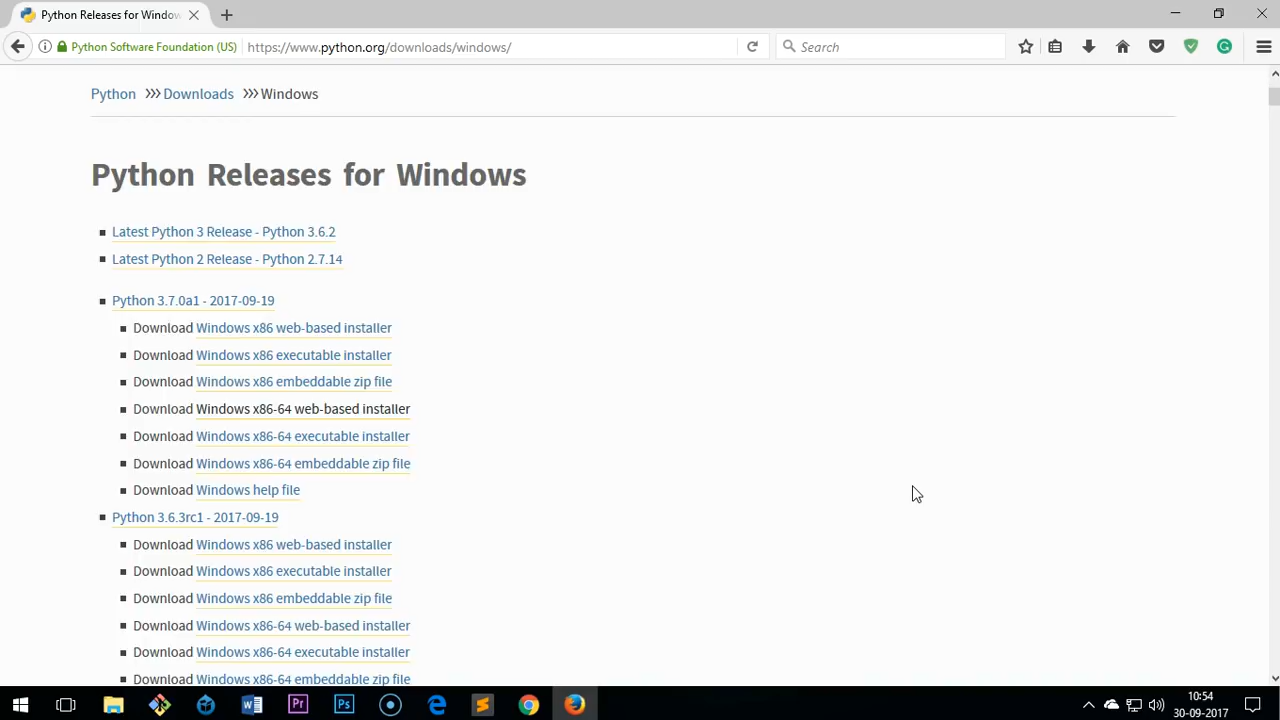 Python Releases for Window
Python Software Foundation (US)
https://www.python.org/downloads/windows/
Search
Python Downloads Windows
Python Releases for Windows
Latest Python 3 Release - Python 3.6.2
Latest Python 2 Release - Python 2.7.14
Python 3.7.0a1 - 2017-09-19
Download Windows x86 web-based installer
Download Windows x86 executable installer
Download Windows x86 embeddable zip file
Download Windows x86-64 web-based installer
Download Windows x86-64 executable installer
Download Windows x86-64 embeddable zip file
Download Windows help file
Python 3.6.3rc1 - 2017-09-19
Download Windows x86 web-based installer
Download Windows x86 executable installer
Download Windows x86 embeddable zip file
Download Windows x86-64 web-based installer
Download Windows x86-64 executable installer
Download Windows x86-64 embeddable zip file
Pr
Ps
10:54
30-09-2017